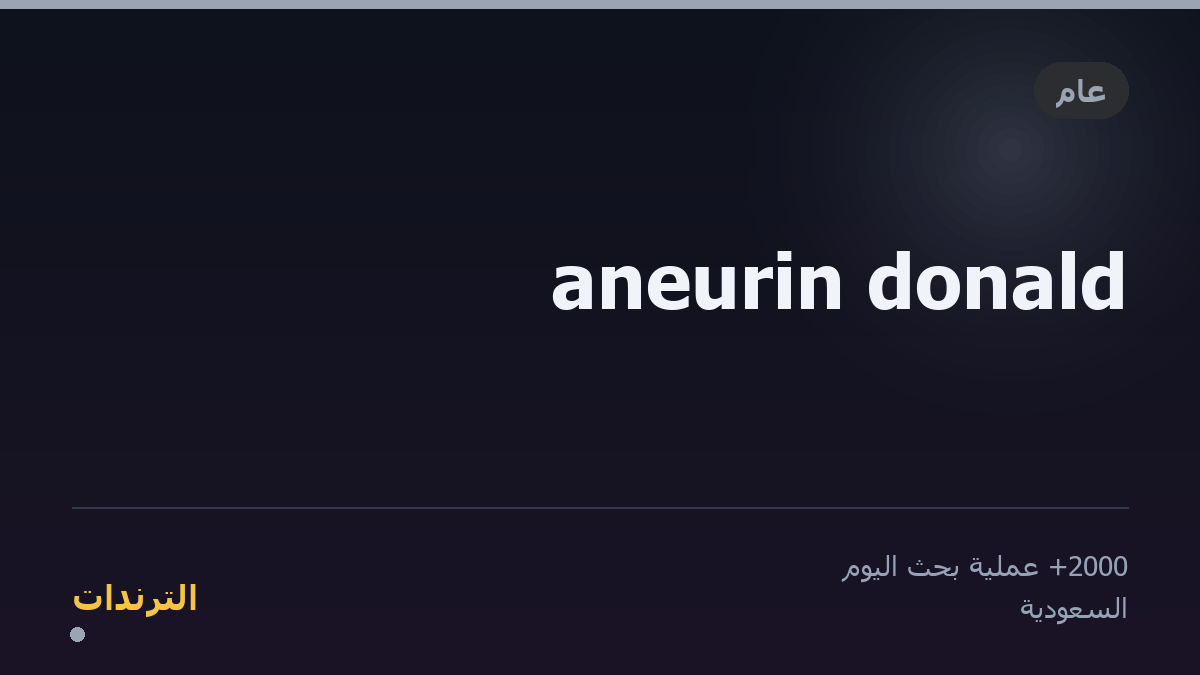 عام
aneurin donald
2000+ عملية بحث اليوم
السعودية
الترندات